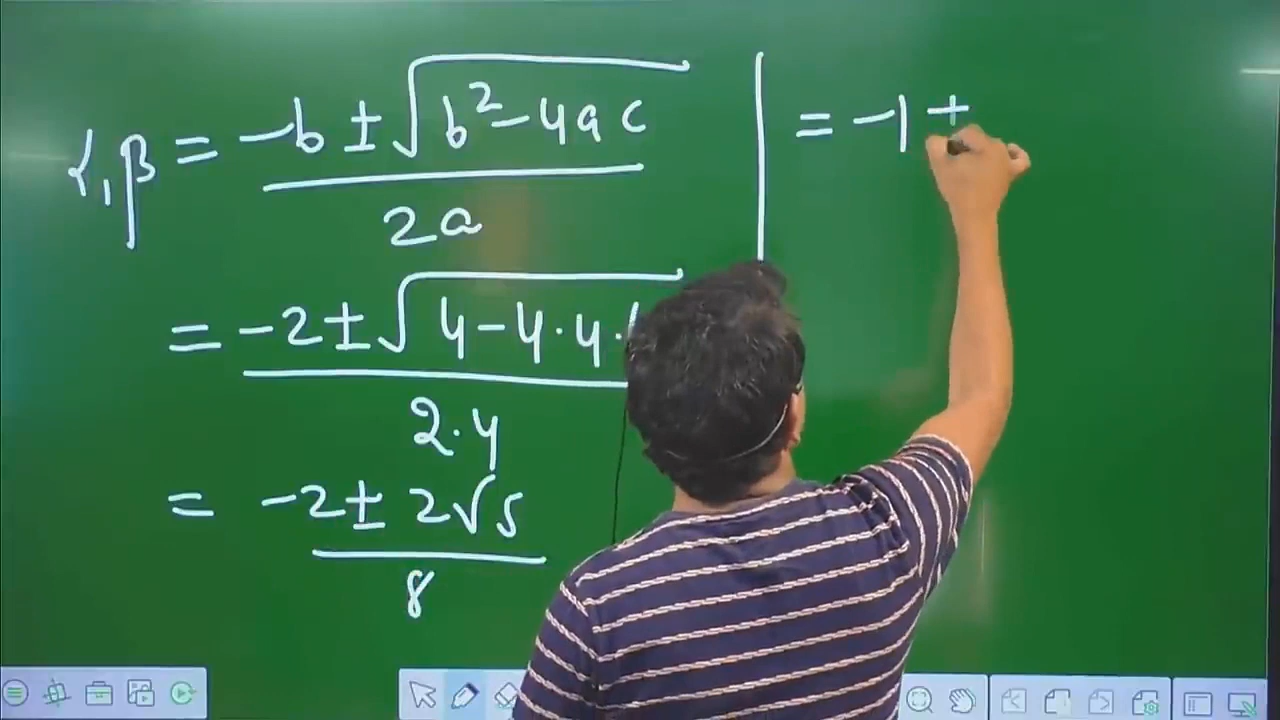 α,β = -b ± √b²-4ac
2a
= -2 ± √4-4·4·
2·4
= -2 ± 2√5
8
= -1 +